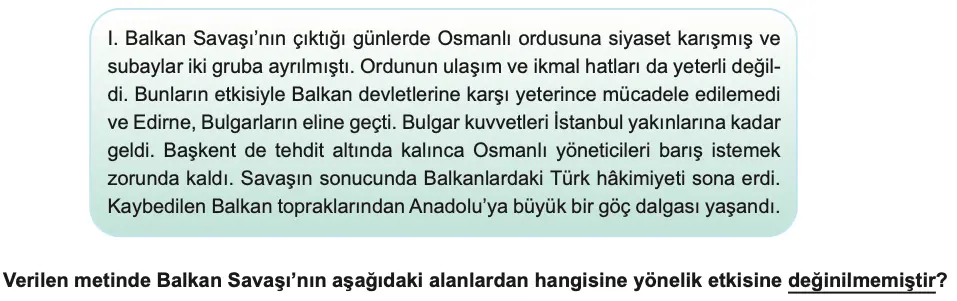 I. Balkan Savaşı’nın çıktığı günlerde Osmanlı ordusuna siyaset karışmış ve
subaylar iki gruba ayrılmıştı. Ordunun ulaşım ve ikmal hatları da yeterli değil-
di. Bunların etkisiyle Balkan devletlerine karşı yeterince mücadele edilemedi
ve Edirne, Bulgarların eline geçti. Bulgar kuvvetleri İstanbul yakınlarına kadar
geldi. Başkent de tehdit altında kalınca Osmanlı yöneticileri barış istemek
zorunda kaldı. Savaşın sonucunda Balkanlardaki Türk hâkimiyeti sona erdi.
Kaybedilen Balkan topraklarından Anadolu’ya büyük bir göç dalgası yaşandı.
Verilen metinde Balkan Savaşı’nın aşağıdaki alanlardan hangisine yönelik etkisine değinilmemiştir?